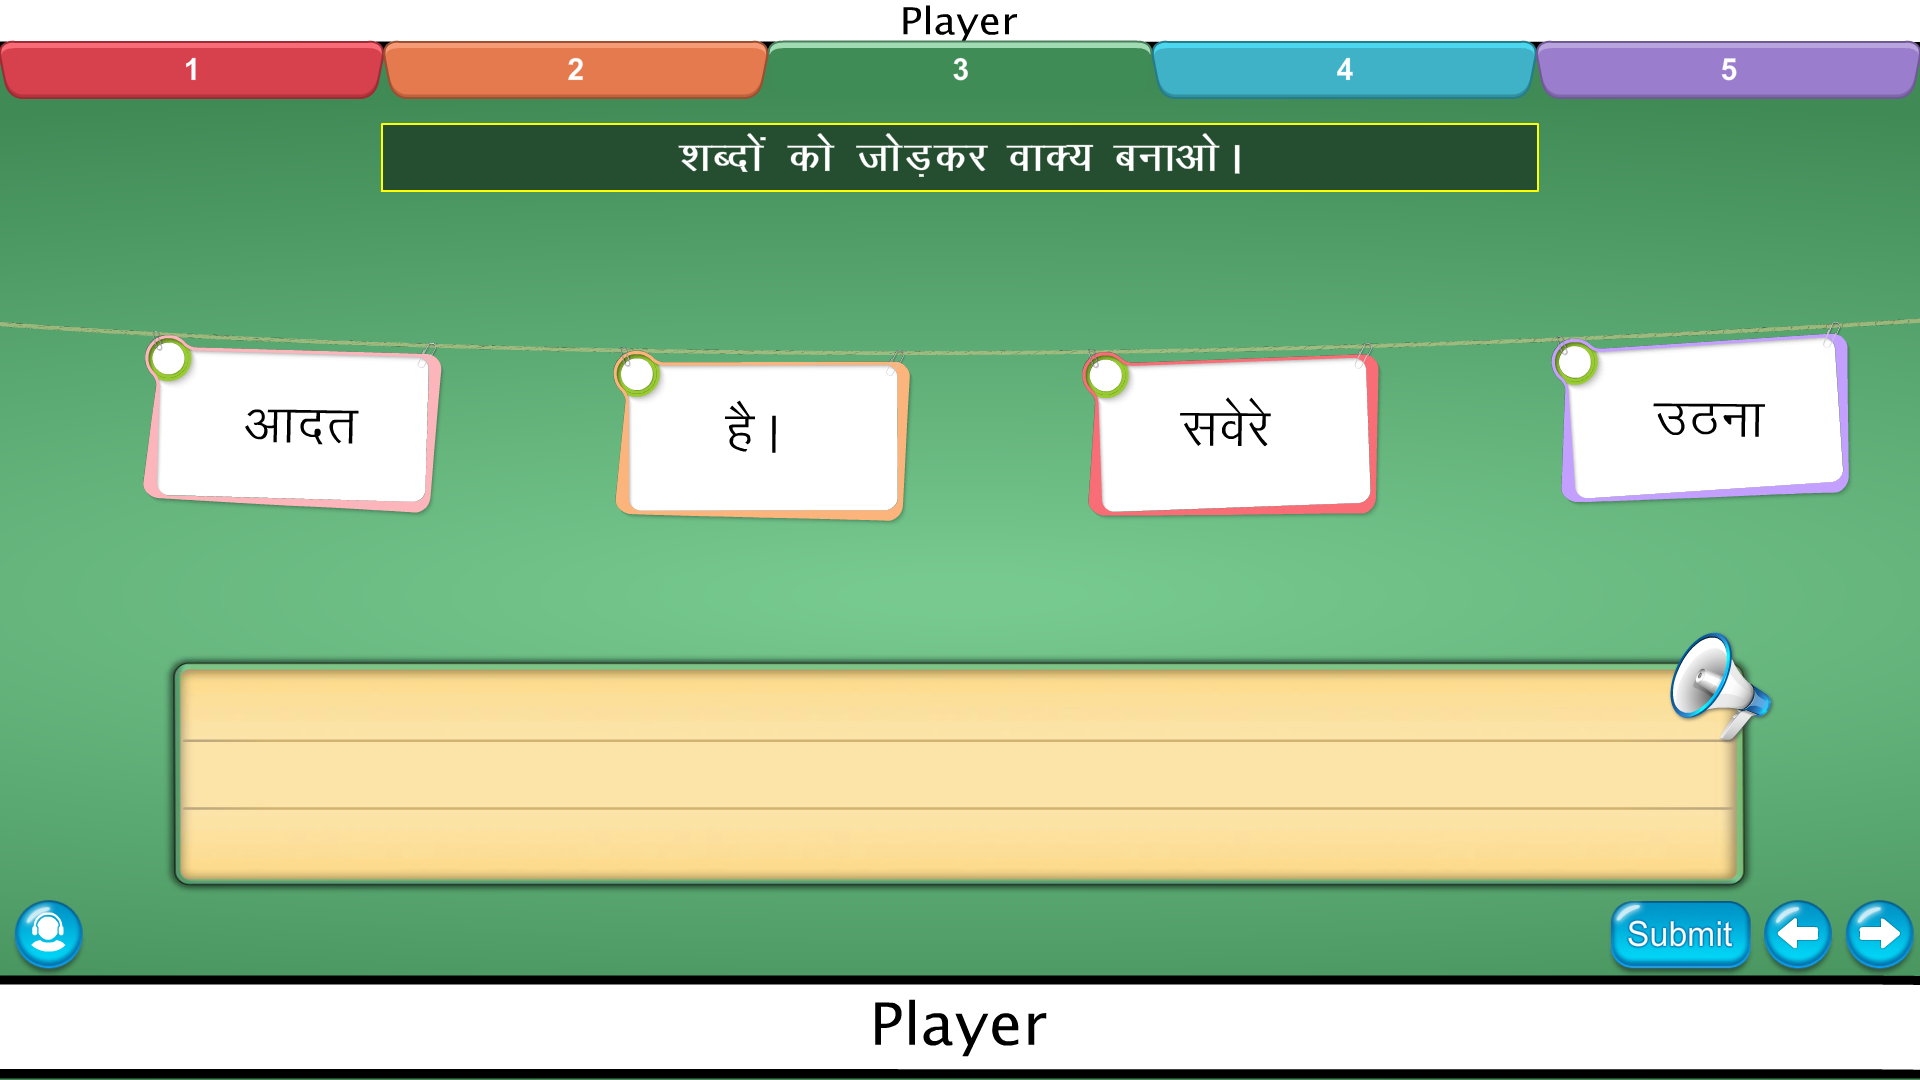 Player
1 2 3 4 5
शब्दों को जोड़कर वाक्य बनाओ।
आदत है। सवेरे उठना
Submit
Player